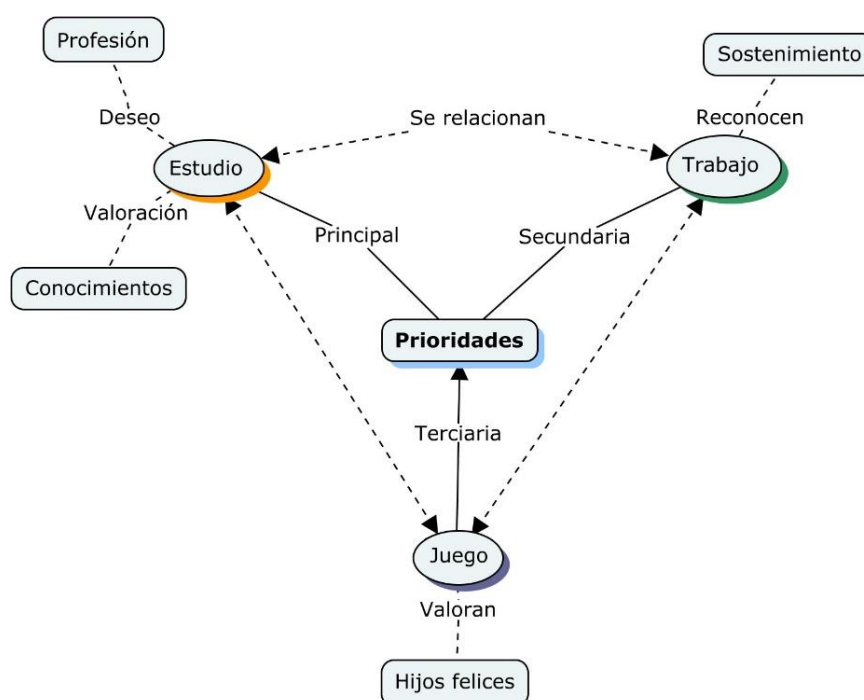 Profesión
Sostenimiento
Deseo
Se relacionan
Reconocen
Estudio
Trabajo
Valoración
Principal
Secundaria
Conocimientos
Prioridades
Terciaria
Juego
Valoran
Hijos felices